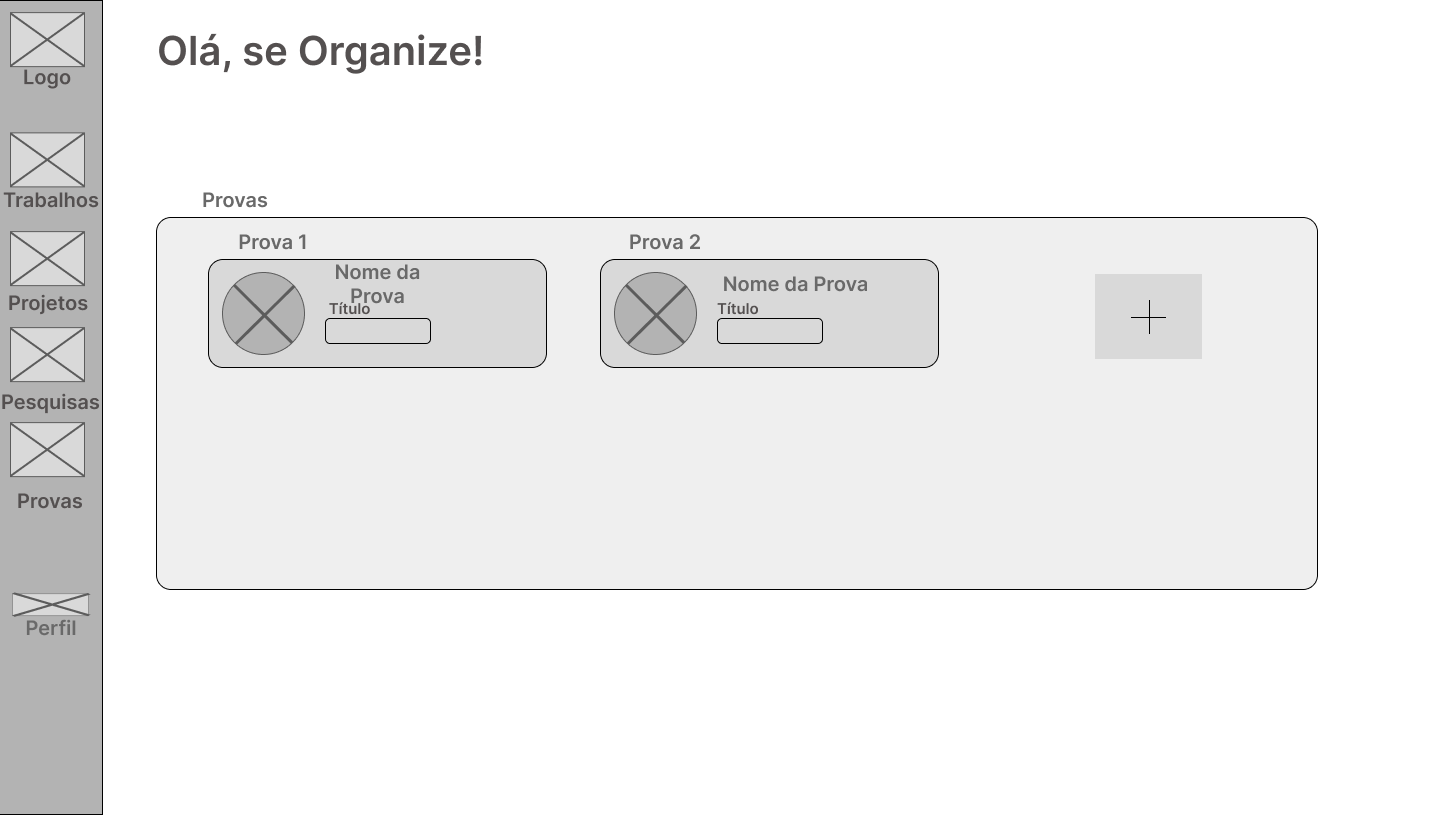 Logo
Trabalhos
Projetos
Pesquisas
Provas
Perfil
Olá, se Organize!
Provas
Prova 1
Nome da
Prova
Título
Prova 2
Nome da Prova
Título